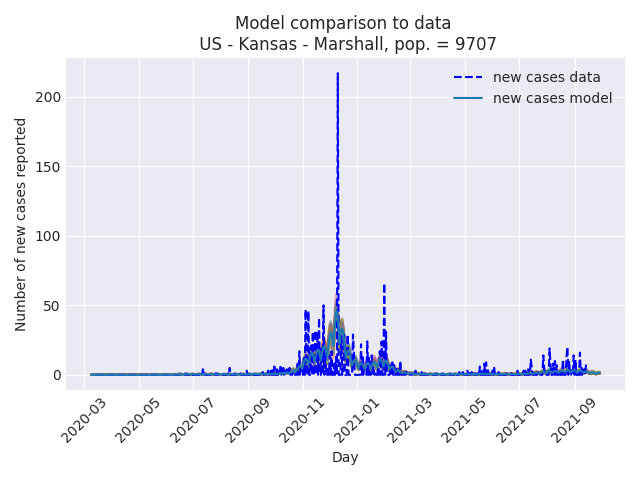 Model comparison to data
US - Kansas - Marshall, pop. = 9707
new cases data
new cases model
Number of new cases reported
200
150
100
50
0
2020-03
2020-05
2020-07
2020-09
2020-11
2021-01
2021-03
2021-05
2021-07
2021-09
Day